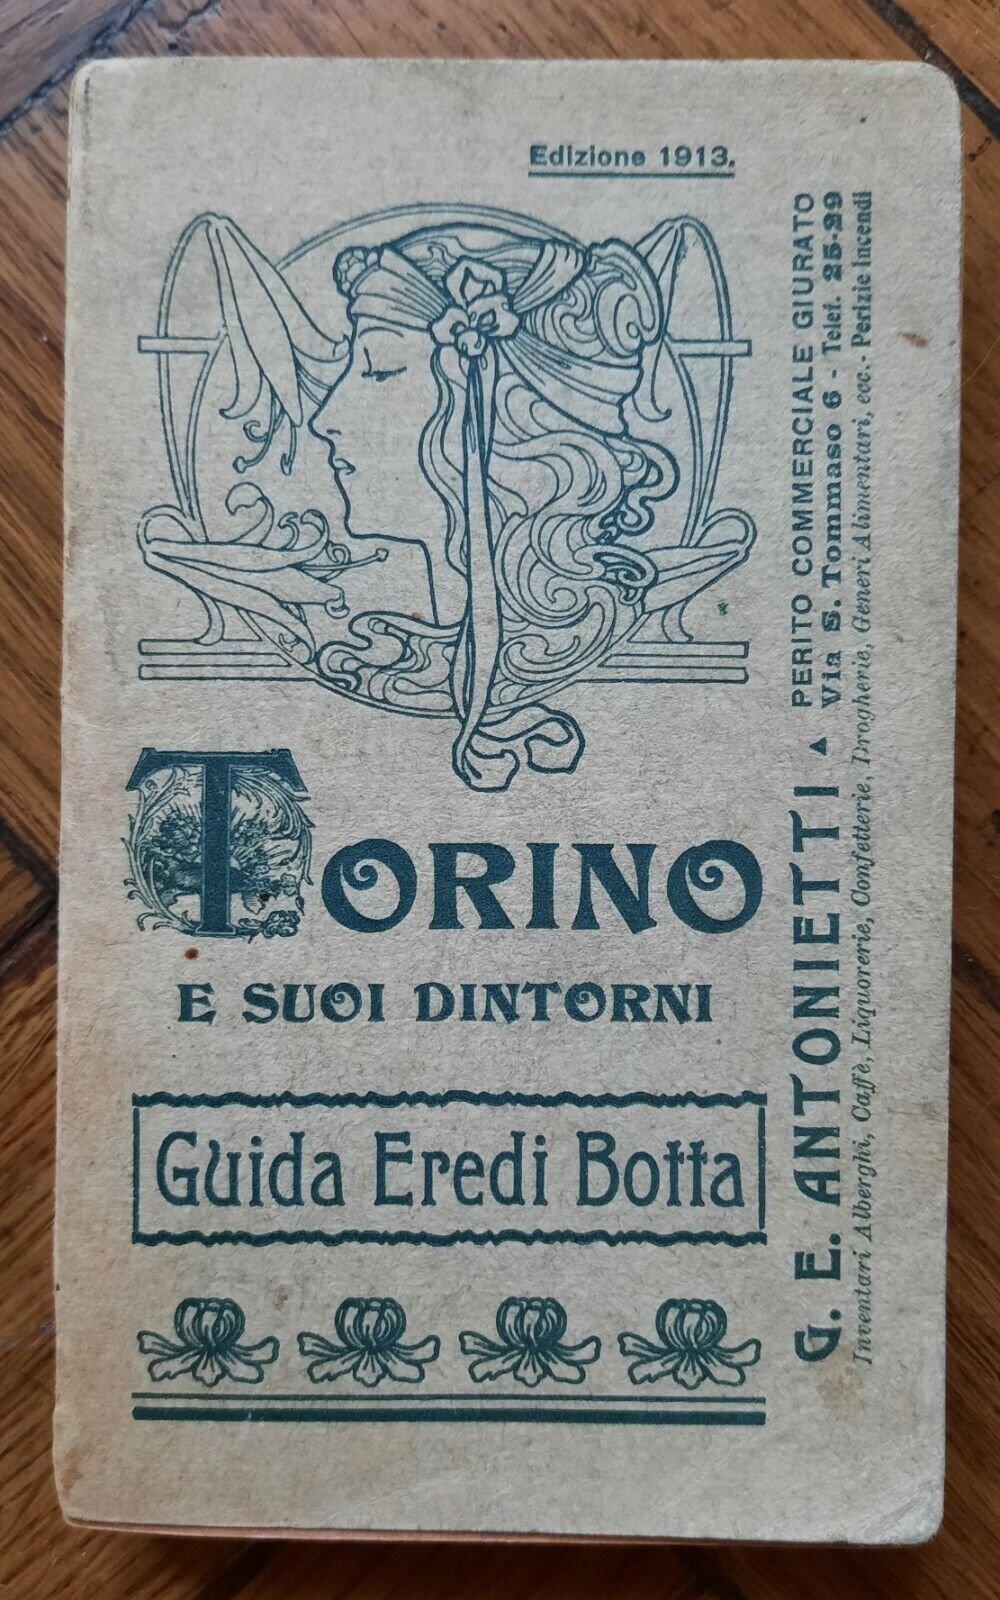 Edizione 1913.
TORINO
E SUOI DINTORNI
Guida Eredi Botta
G. E. ANTONIETTI ▲ PERITO COMMERCIALE GIURATO
Via S. Tommaso 6 - Telef. 25-29
Inventari Alberghi, Caffè, Liquorerie, Confetterie, Drogherie, Generi Alimentari, ecc. - Perizie Incendi